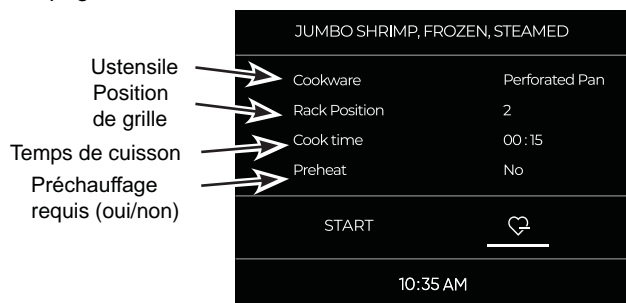 JUMBO SHRIMP, FROZEN, STEAMED
Ustensile
Position
de grille
Temps de cuisson
Préchauffage
requis (oui/non)
Cookware Perforated Pan
Rack Position 2
Cook time 00:15
Preheat No
START
10:35 AM